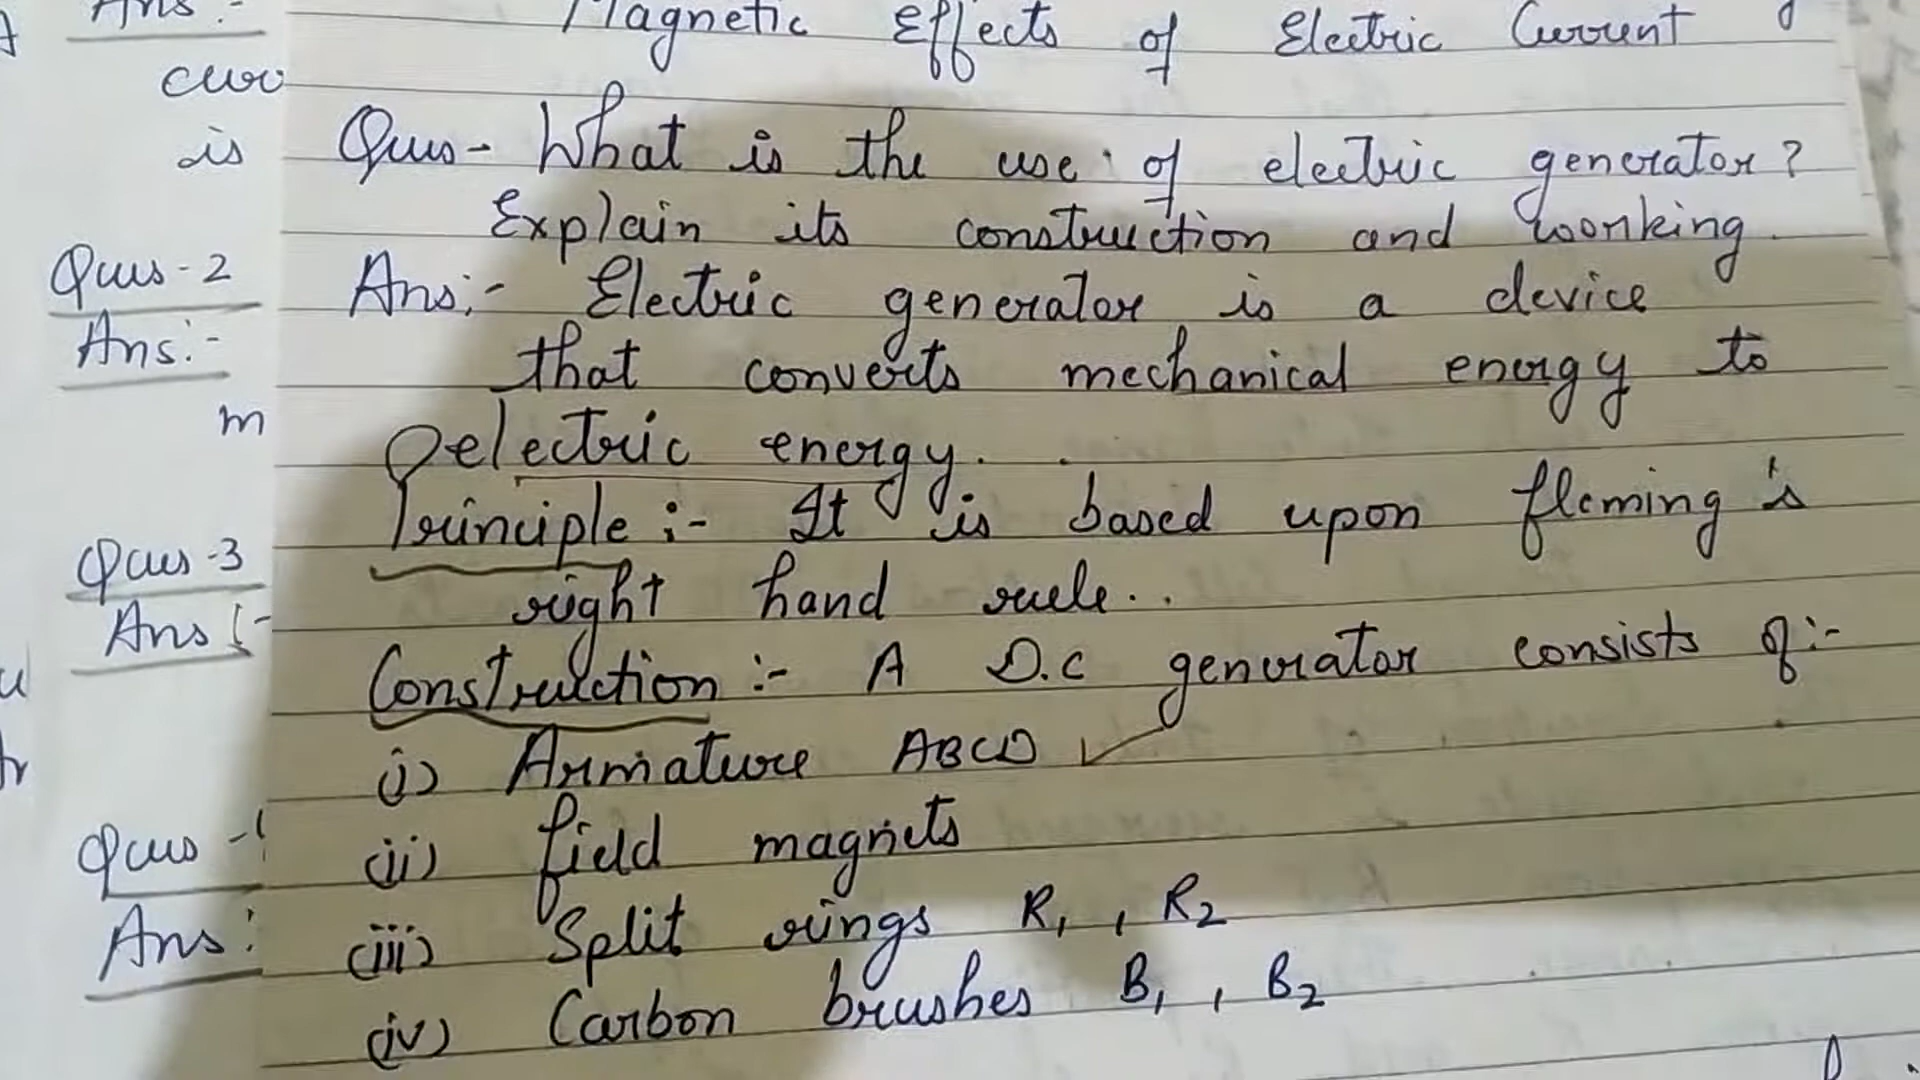 Magnetic Effects of Electric Current
Ques- What is the use of electric generator?
Explain its construction and working.
Ans:- Electric generator is a device
that converts mechanical energy to
electric energy.
Principle :- It is based upon fleming's
right hand rule..
Construction :- A D.C generator consists of:-
(i) Armature ABCD ✓
(ii) field magnets
(iii) Split rings R₁, R₂
(iv) Carbon brushes B₁, B₂
Ans:-
is
Ques-2
Ans:-
m
Ques-3
Ans:-
Ques-
Ans: